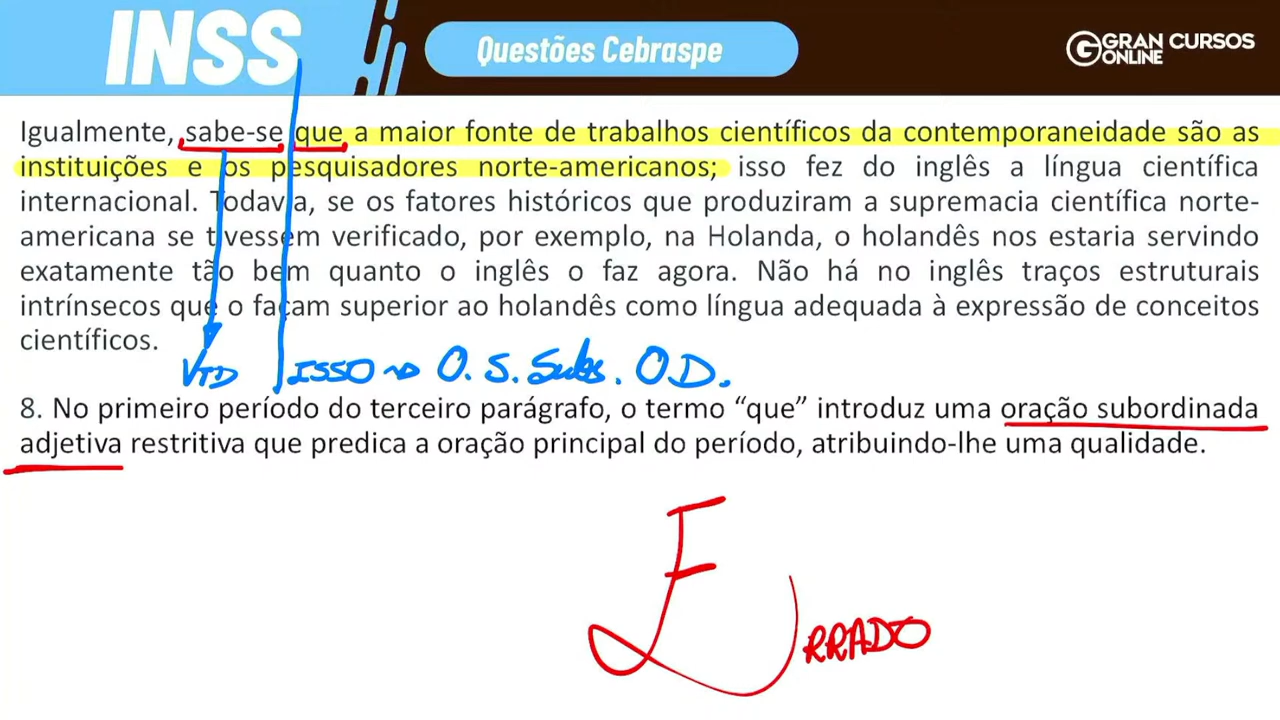 INSS
Questões Cebraspe
GRAN CURSOS
ONLINE
Igualmente, sabe-se que a maior fonte de trabalhos científicos da contemporaneidade são as
instituições e os pesquisadores norte-americanos; isso fez do inglês a língua científica
internacional. Todavia, se os fatores históricos que produziram a supremacia científica norte-
americana se tivessem verificado, por exemplo, na Holanda, o holandês nos estaria servindo
exatamente tão bem quanto o inglês o faz agora. Não há no inglês traços estruturais
intrínsecos que o façam superior ao holandês como língua adequada à expressão de conceitos
científicos.
VTD ISSO → O. S. Subs. O.D.
8. No primeiro período do terceiro parágrafo, o termo “que” introduz uma oração subordinada
adjetiva restritiva que predica a oração principal do período, atribuindo-lhe uma qualidade.
ERRADO